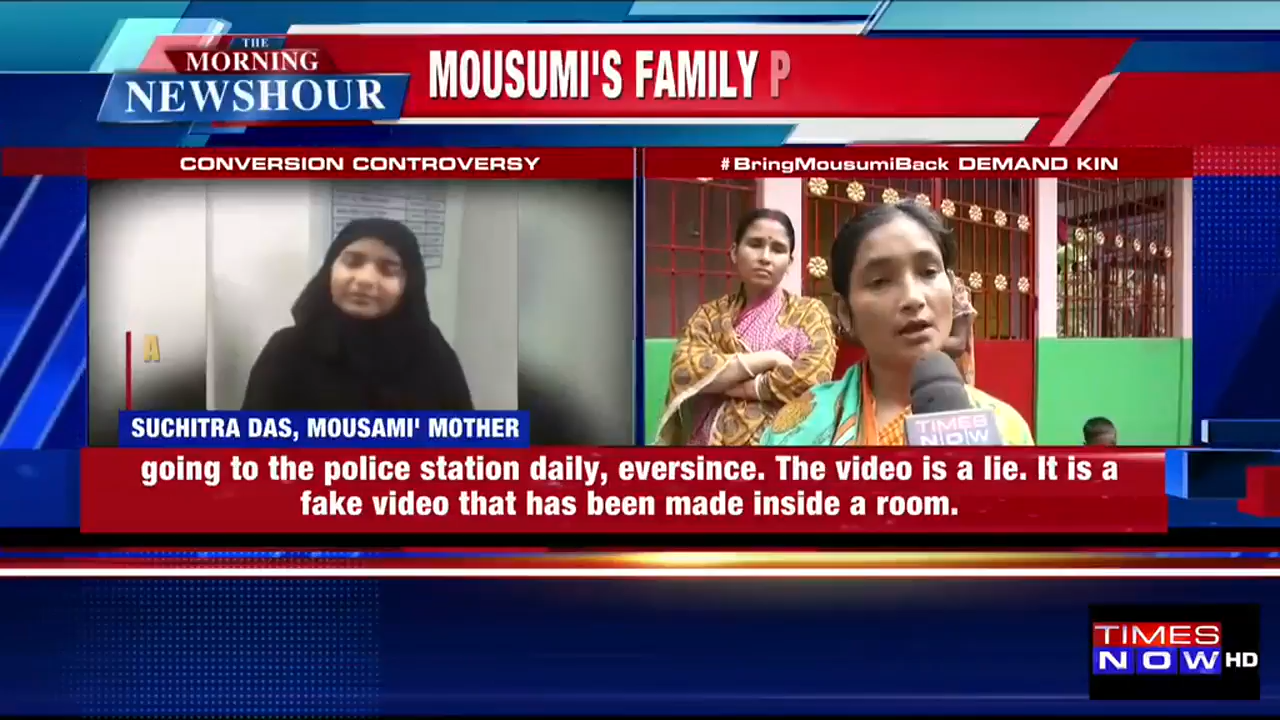 THE
MORNING
NEWSHOUR
MOUSUMI'S FAMILY P
CONVERSION CONTROVERSY
#BringMousumiBack DEMAND KIN
A
SUCHITRA DAS, MOUSAMI' MOTHER
TIMES
NOW
going to the police station daily, eversince. The video is a lie. It is a
fake video that has been made inside a room.
TIMES
NOW HD